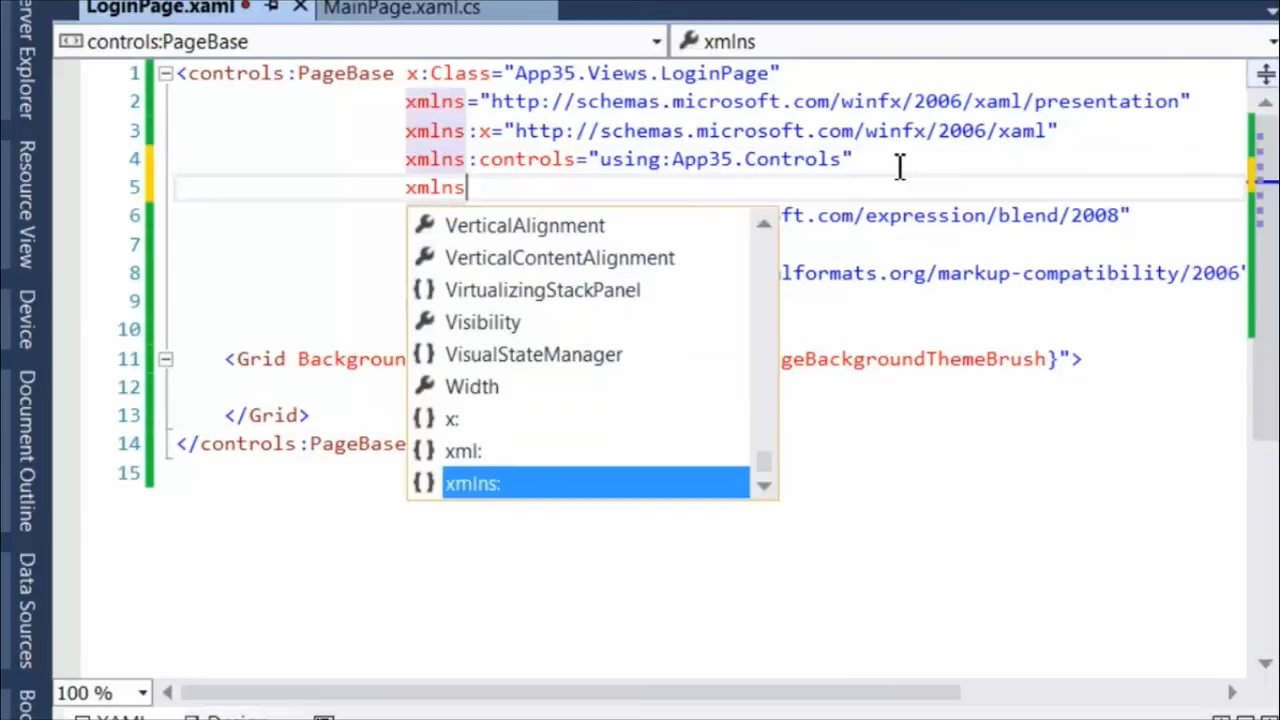 LoginPage.xaml
MainPage.xaml.cs
controls:PageBase
xmlns
1 <controls:PageBase x:Class="App35.Views.LoginPage"
2 xmlns="http://schemas.microsoft.com/winfx/2006/xaml/presentation"
3 xmlns:x="http://schemas.microsoft.com/winfx/2006/xaml"
4 xmlns:controls="using:App35.Controls"
5 xmlns
6 ft.com/expression/blend/2008"
7
8 lformats.org/markup-compatibility/2006"
9
10
11 <Grid Backgroun geBackgroundThemeBrush}">
12
13 </Grid>
14 </controls:PageBase
15
VerticalAlignment
VerticalContentAlignment
VirtualizingStackPanel
Visibility
VisualStateManager
Width
x:
xml:
xmlns:
Server Explorer
Resource View
Device
Document Outline
Data Sources
100 %
XAML
Design